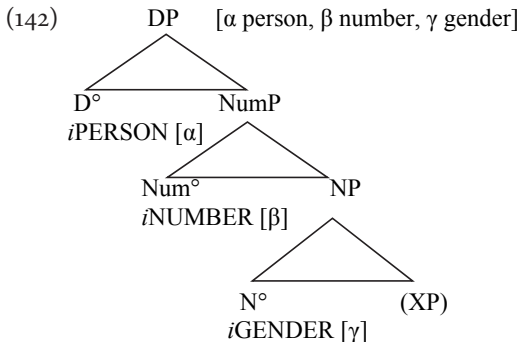 (142) DP [α person, β number, γ gender]
D° NumP
iPERSON [α]
Num° NP
iNUMBER [β]
N° (XP)
iGENDER [γ]